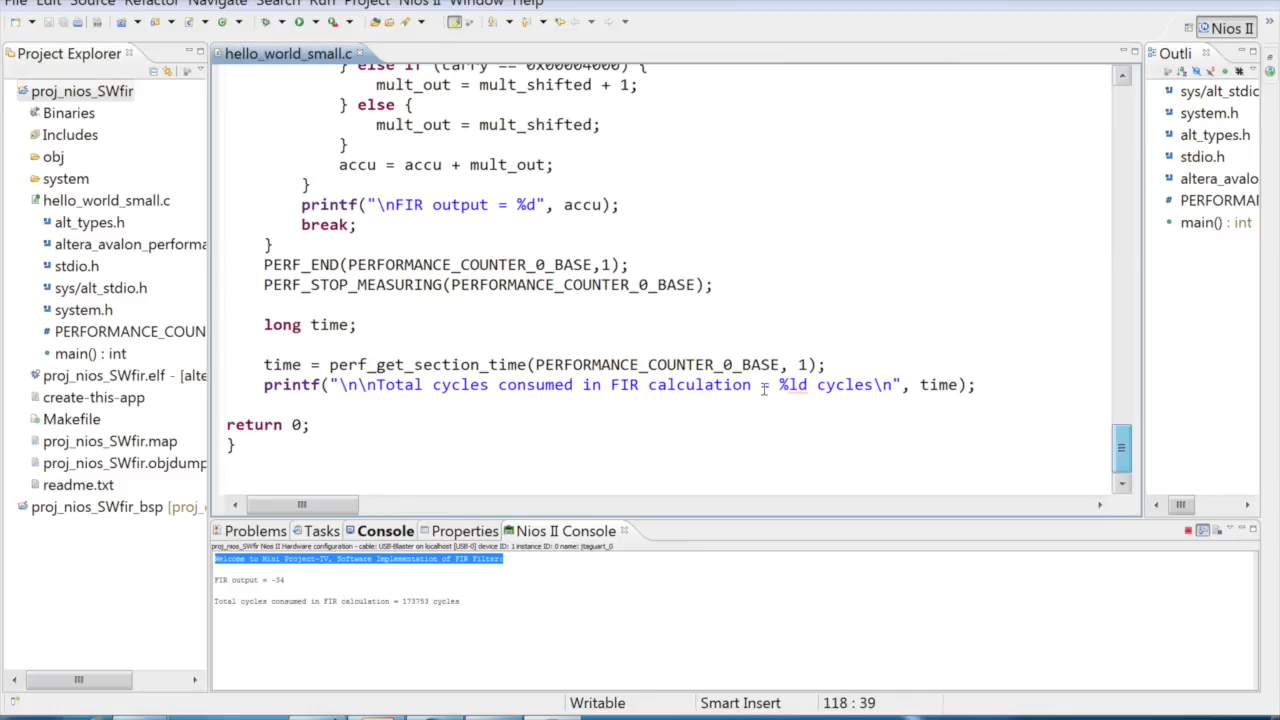 File Edit Source Refactor Navigate Search Run Project Nios II Window Help
Nios II
Project Explorer
hello_world_small.c
Outli
proj_nios_SWfir
Binaries
Includes
obj
system
hello_world_small.c
alt_types.h
altera_avalon_performa
stdio.h
sys/alt_stdio.h
system.h
PERFORMANCE_COUN
main() : int
proj_nios_SWfir.elf - [alte
create-this-app
Makefile
proj_nios_SWfir.map
proj_nios_SWfir.objdump
readme.txt
proj_nios_SWfir_bsp [proj_
} else if (carry == 0x00004000) {
mult_out = mult_shifted + 1;
} else {
mult_out = mult_shifted;
}
accu = accu + mult_out;
}
printf("\nFIR output = %d", accu);
break;
}
PERF_END(PERFORMANCE_COUNTER_0_BASE,1);
PERF_STOP_MEASURING(PERFORMANCE_COUNTER_0_BASE);
long time;
time = perf_get_section_time(PERFORMANCE_COUNTER_0_BASE, 1);
printf("\n\nTotal cycles consumed in FIR calculation = %ld cycles\n", time);
return 0;
}
sys/alt_stdic
system.h
alt_types.h
stdio.h
altera_avalo
PERFORMAI
main() : int
Problems Tasks Console Properties Nios II Console
proj_nios_SWfir Nios II Hardware configuration - cable: USB-Blaster on localhost [USB-0] device ID: 1 instance ID: 0 name: jtaguart_0
Welcome to Mini Project-IV, Software Implementation of FIR Filter:
FIR output = -34
Total cycles consumed in FIR calculation = 173753 cycles
Writable Smart Insert 118 : 39